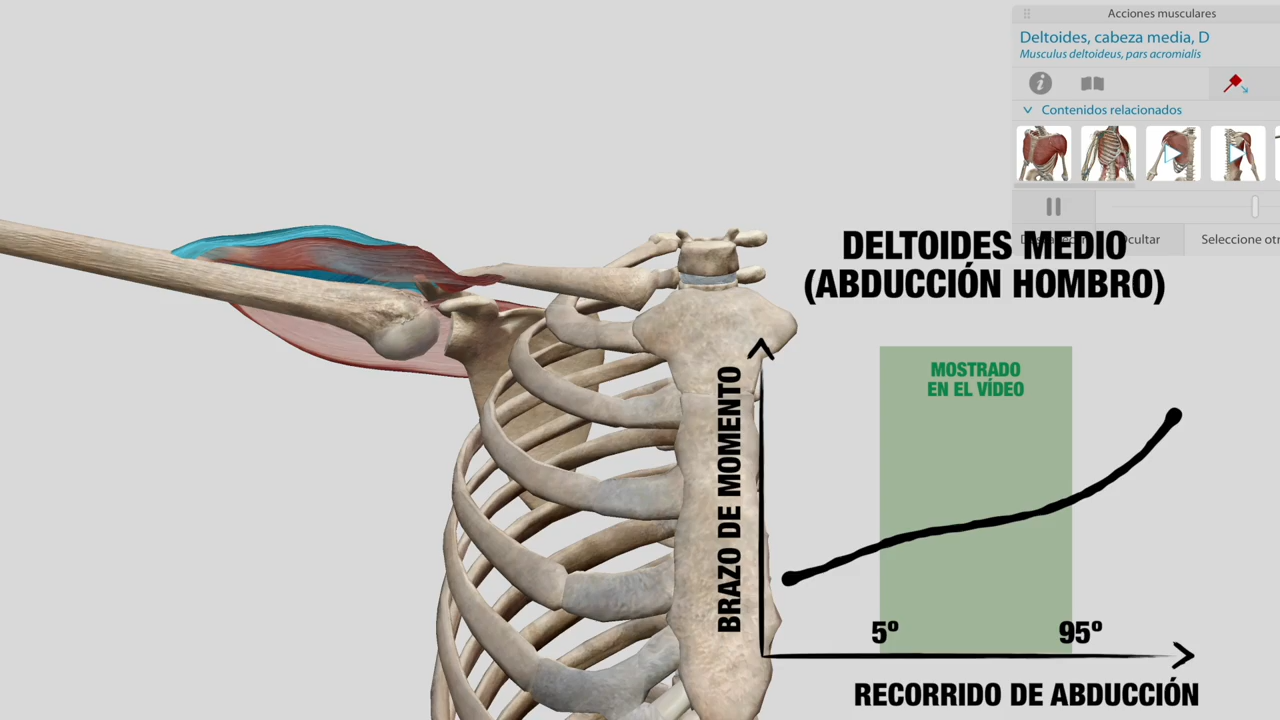 Acciones musculares
Deltoides, cabeza media, D
Musculus deltoideus, pars acromialis
Contenidos relacionados
Ocultar
Seleccione otr
DELTOIDES MEDIO
(ABDUCCIÓN HOMBRO)
MOSTRADO
EN EL VÍDEO
BRAZO DE MOMENTO
5º
95º
RECORRIDO DE ABDUCCIÓN